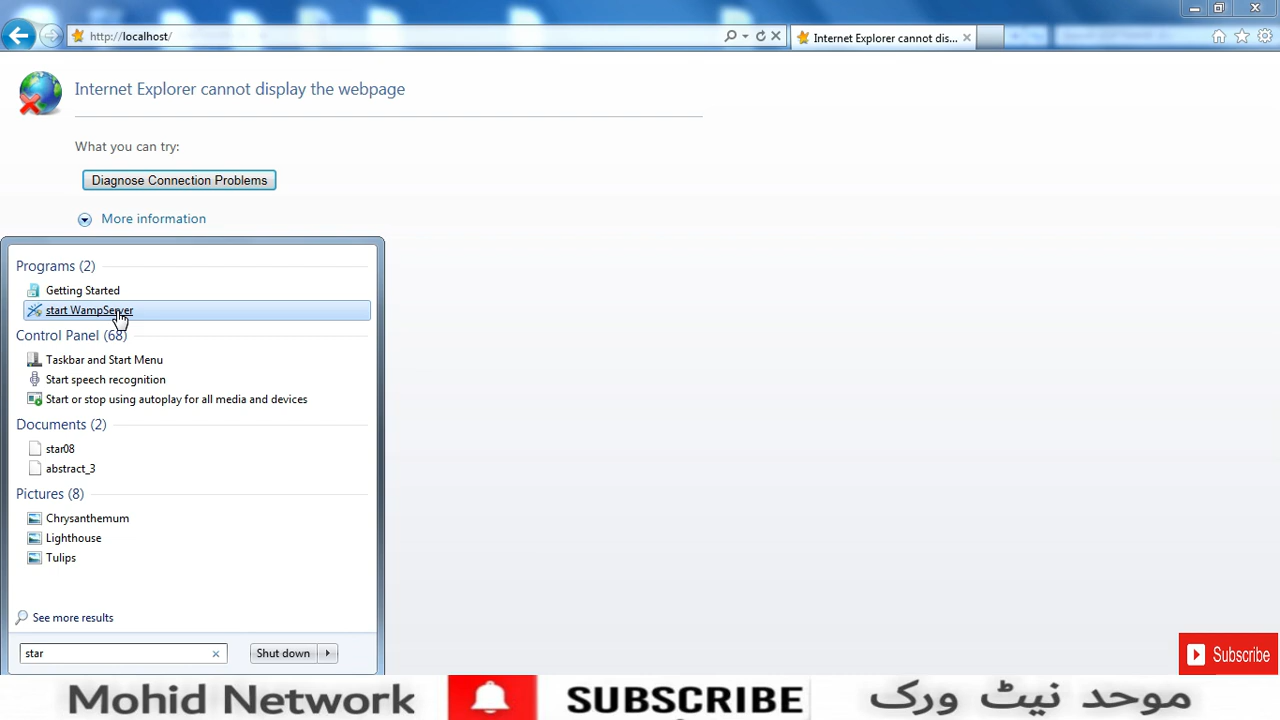 http://localhost/
Internet Explorer cannot dis...
Internet Explorer cannot display the webpage
What you can try:
Diagnose Connection Problems
More information
Programs (2)
Getting Started
start WampServer
Control Panel (68)
Taskbar and Start Menu
Start speech recognition
Start or stop using autoplay for all media and devices
Documents (2)
star08
abstract_3
Pictures (8)
Chrysanthemum
Lighthouse
Tulips
See more results
star
Shut down
Subscribe
Mohid Network
SUBSCRIBE
موحد نیٹ ورک